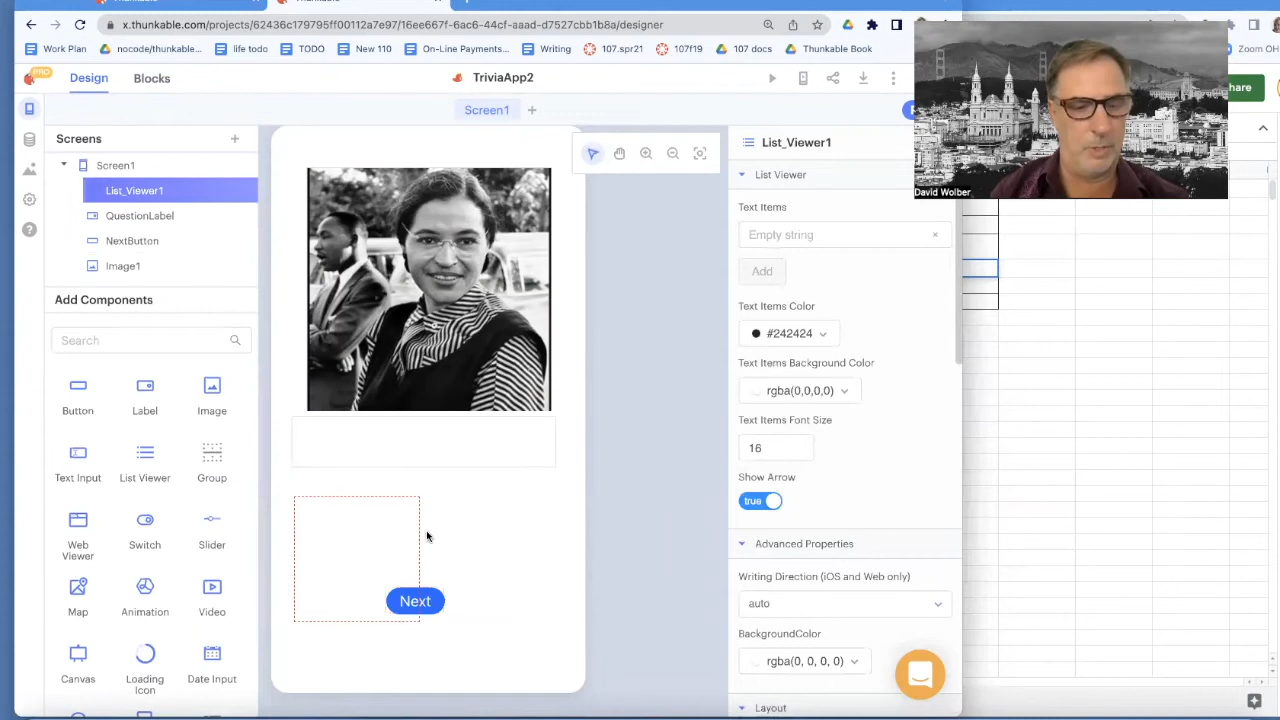 x.thunkable.com/projects/62436c179795ff00112a7e97/16ee667f-6ac6-44cf-aaad-d7527cbb1b8a/designer
Work Plan
nocode/thunkable...
life todo
TODO
New 110
On-Line Payments...
Writing
107.spr21
107f19
107 docs
Thunkable Book
Zoom OH
PRO
Design
Blocks
TriviaApp2
Share
Screen1
Screens
Screen1
List_Viewer1
QuestionLabel
NextButton
Image1
Add Components
Search
Button
Label
Image
Text Input
List Viewer
Group
Web Viewer
Switch
Slider
Map
Animation
Video
Canvas
Loading Icon
Date Input
Next
List_Viewer1
List Viewer
Text Items
Empty string
Add
Text Items Color
#242424
Text Items Background Color
rgba(0,0,0,0)
Text Items Font Size
16
Show Arrow
true
Advanced Properties
Writing Direction (iOS and Web only)
auto
BackgroundColor
rgba(0, 0, 0, 0)
Layout
David Wolber